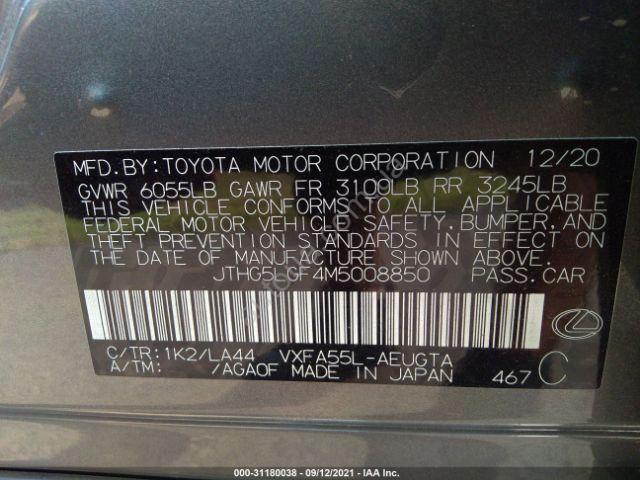 MFD.BY:TOYOTA MOTOR CORPORATION 12/20
GVWR 6055LB GAWR FR 3109LB RR 3245LB
THIS VEHICLE CONFORMS TO ALL APPLICABLE
FEDERAL MOTOR VEHICLE SAFETY,BUMPER,AND
THEFT PREVENTION STANDARDS IN EFFECT ON
THE DATE OF MANUFACTURE SHOWN ABOVE.
JTHG5LGF4M5008850 PASS.CAR
C/TR:1K2/LA44 VXFA55L-AEUGTA
A/TM: /AGA0F MADE IN JAPAN 467 C
000-31180038 - 09/12/2021 - IAA Inc.